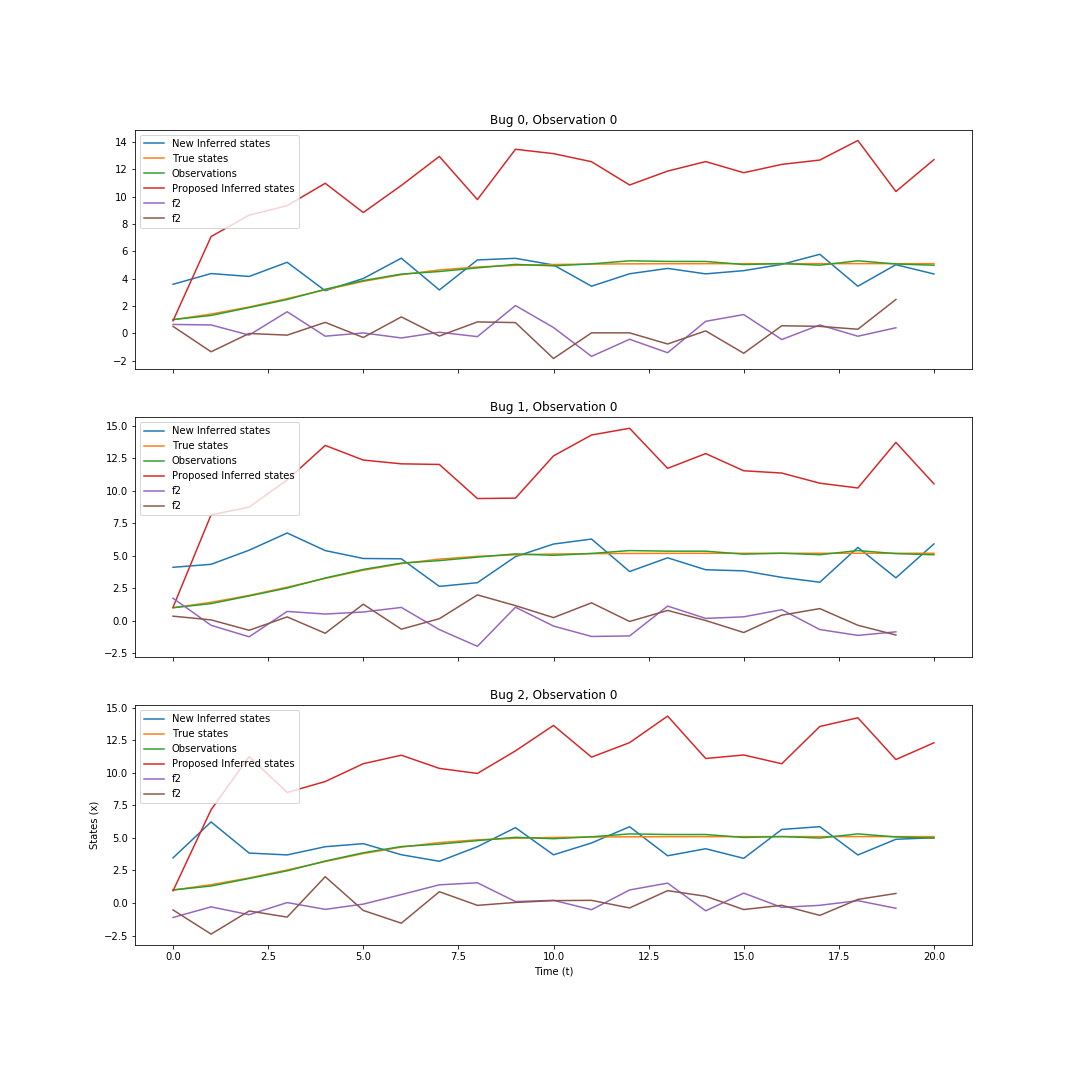 Bug 0, Observation 0
14
12
10
8
6
4
2
0
−2
New Inferred states
True states
Observations
Proposed Inferred states
f2
f2
Bug 1, Observation 0
15.0
12.5
10.0
7.5
5.0
2.5
0.0
−2.5
New Inferred states
True states
Observations
Proposed Inferred states
f2
f2
Bug 2, Observation 0
15.0
12.5
10.0
7.5
5.0
2.5
0.0
−2.5
States (x)
New Inferred states
True states
Observations
Proposed Inferred states
f2
f2
0.0 2.5 5.0 7.5 10.0 12.5 15.0 17.5 20.0
Time (t)